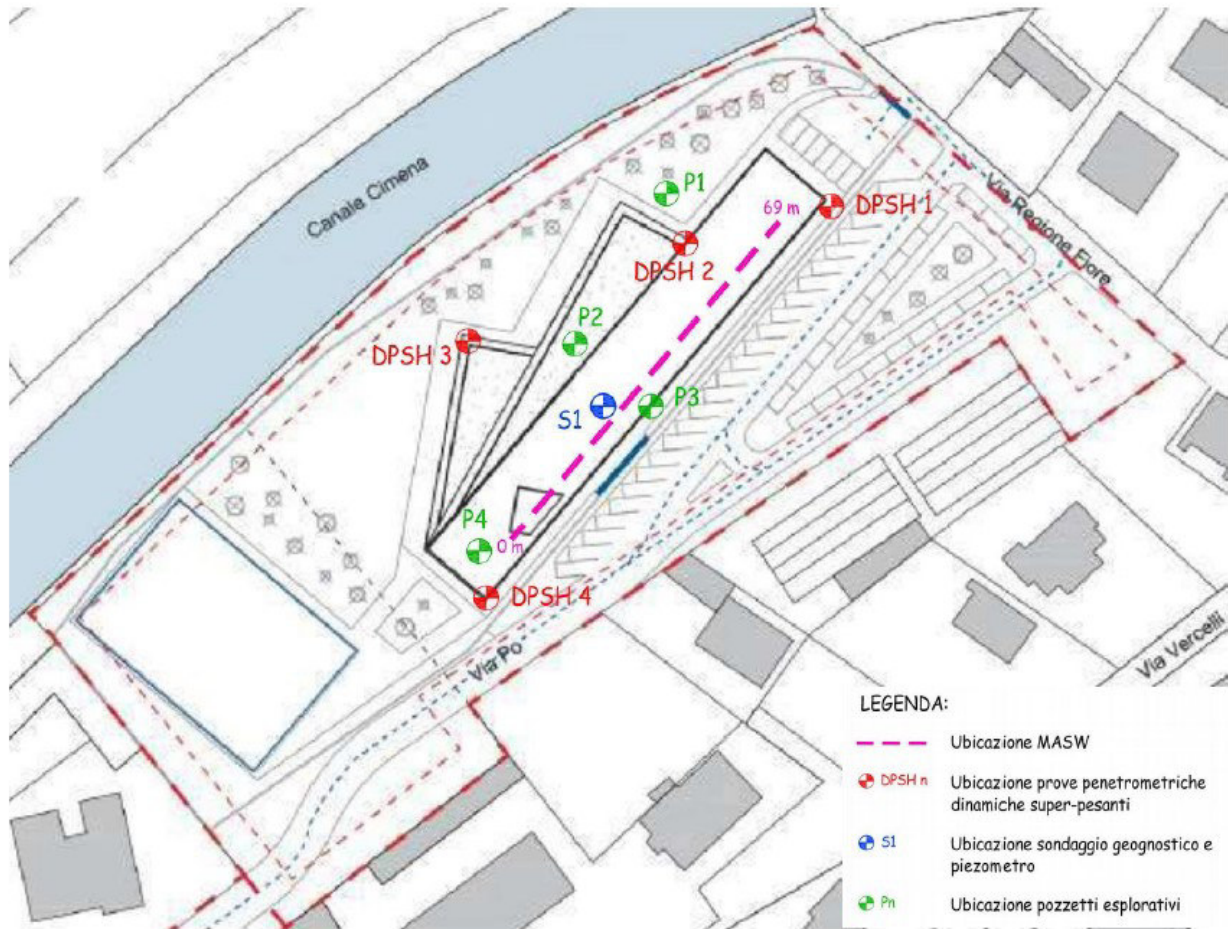 Canale Cimena
P1
69 m
DPSH 1
Via Regione Fiore
DPSH 2
P2
DPSH 3
S1
P3
P4
0 m
DPSH 4
Via Po
Via Vercelli
LEGENDA:
Ubicazione MASW
DPSH n
Ubicazione prove penetrometriche
dinamiche super-pesanti
S1
Ubicazione sondaggio geognostico e
piezometro
Pn
Ubicazione pozzetti esplorativi